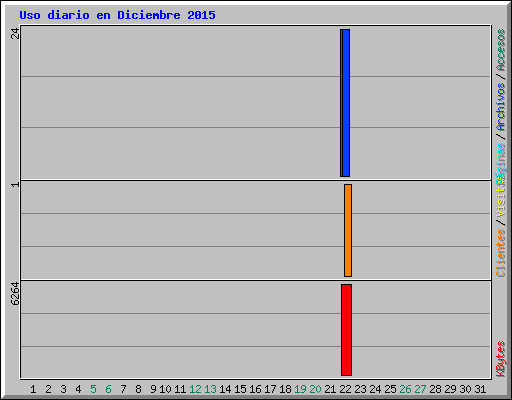 Uso diario en Diciembre 2015
24
1
6264
Accesos / Archivos / Páginas
Visitas / Clientes
KBytes
1 2 3 4 5 6 7 8 9 10 11 12 13 14 15 16 17 18 19 20 21 22 23 24 25 26 27 28 29 30 31